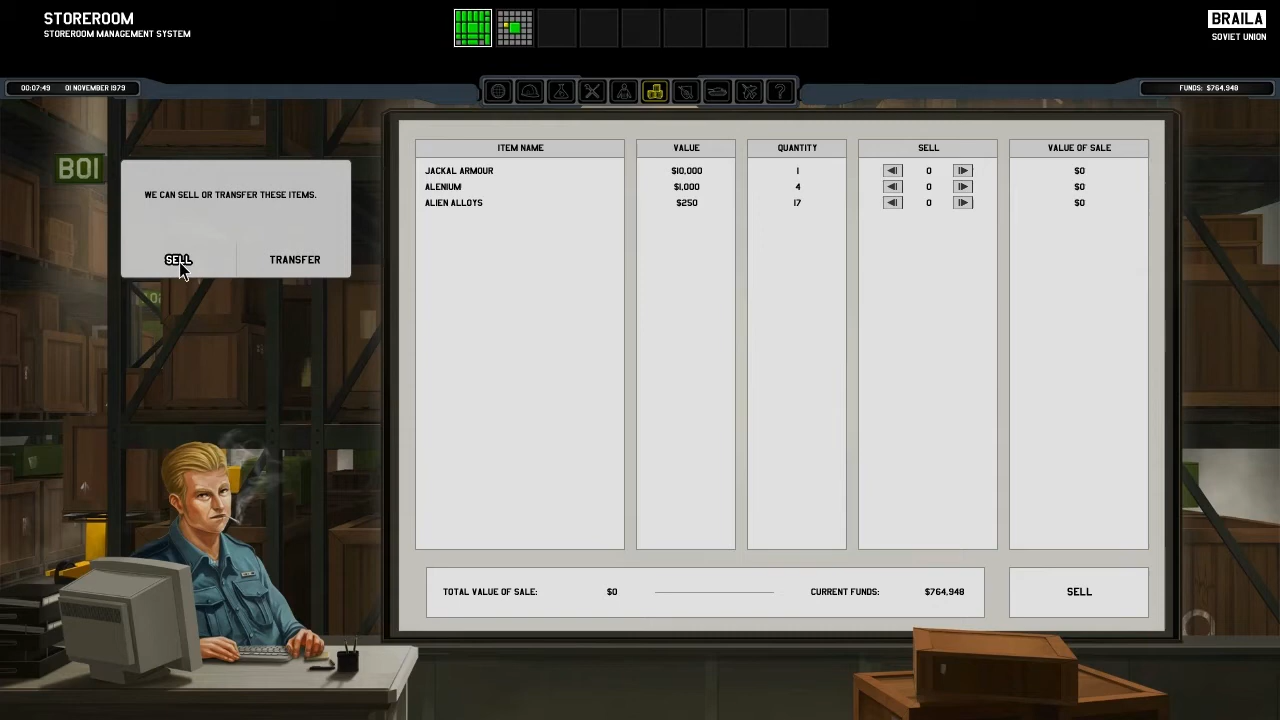 STOREROOM
STOREROOM MANAGEMENT SYSTEM
BRAILA
SOVIET UNION
00:07:49 01 NOVEMBER 1979
?
FUNDS: $764,948
B01
WE CAN SELL OR TRANSFER THESE ITEMS.
SELL TRANSFER
ITEM NAME VALUE QUANTITY SELL VALUE OF SALE
JACKAL ARMOUR $10,000 1 0 $0
ALENIUM $1,000 4 0 $0
ALIEN ALLOYS $250 17 0 $0
TOTAL VALUE OF SALE: $0 CURRENT FUNDS: $764,948 SELL